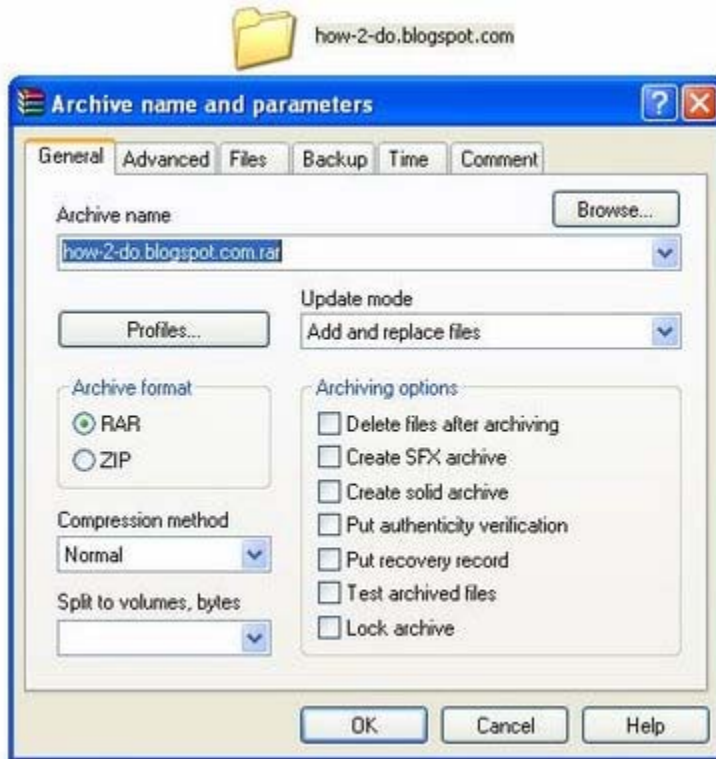 how-2-do.blogspot.com
Archive name and parameters
General Advanced Files Backup Time Comment
Archive name
Browse...
how-2-do.blogspot.com.rar
Update mode
Profiles...
Add and replace files
Archive format
Archiving options
RAR
Delete files after archiving
ZIP
Create SFX archive
Create solid archive
Compression method
Put authenticity verification
Normal
Put recovery record
Split to volumes, bytes
Test archived files
Lock archive
OK Cancel Help